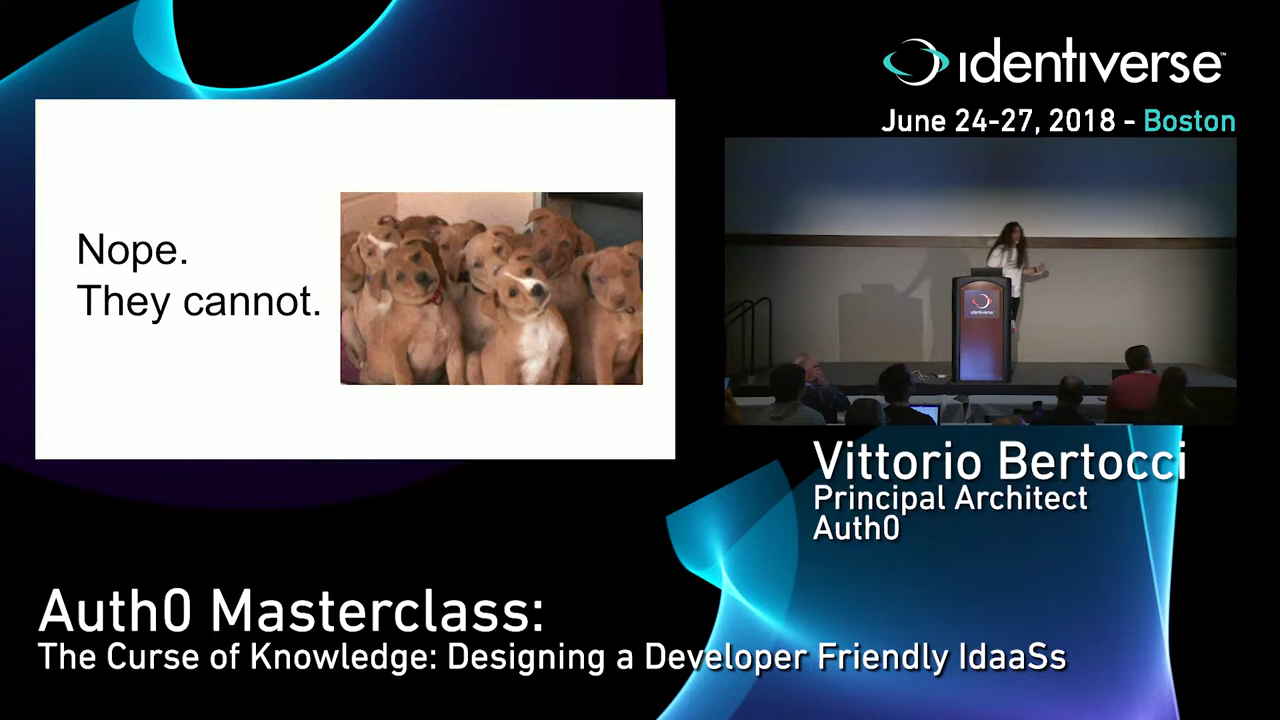 identiverse™
June 24-27, 2018 - Boston
Nope.
They cannot.
identiverse
Vittorio Bertocci
Principal Architect
Auth0
Auth0 Masterclass:
The Curse of Knowledge: Designing a Developer Friendly IdaaSs